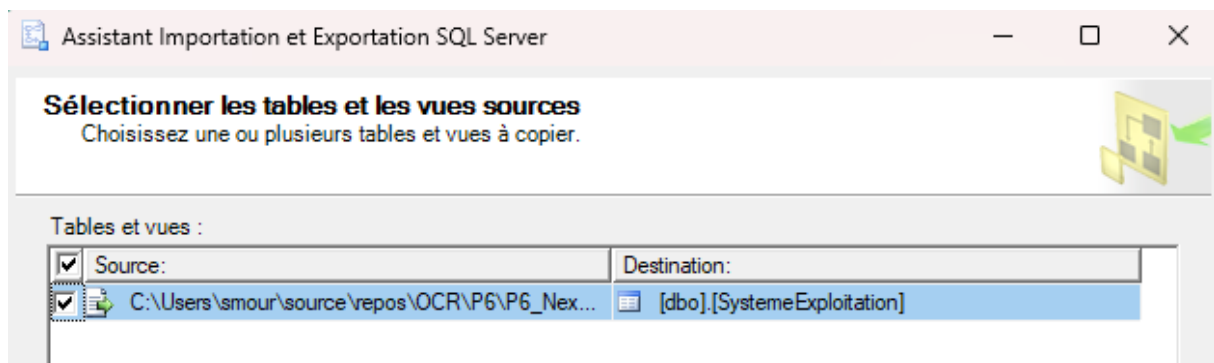 Assistant Importation et Exportation SQL Server
Sélectionner les tables et les vues sources
Choisissez une ou plusieurs tables et vues à copier.
Tables et vues :
Source: Destination:
C:\Users\smour\source\repos\OCR\P6\P6_Nex... [dbo].[SystemeExploitation]